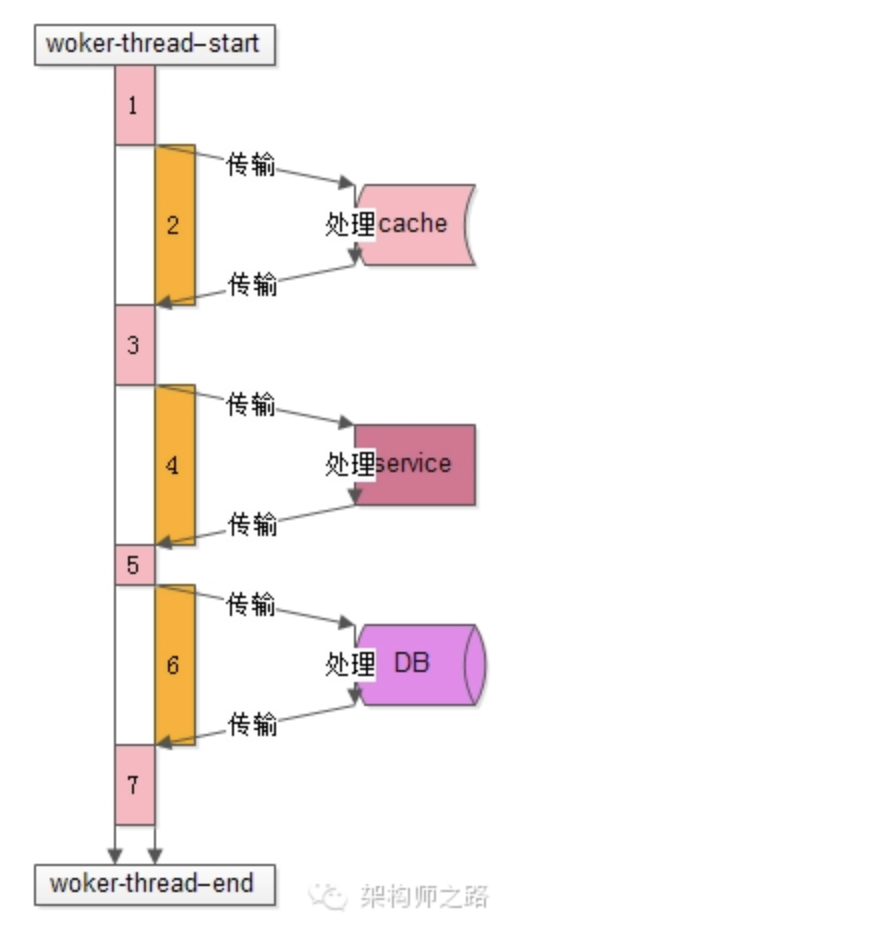 woker-thread–start
1
传输
2
处理
cache
传输
3
传输
4
处理
service
传输
5
传输
6
处理
DB
传输
7
woker-thread–end
架构师之路